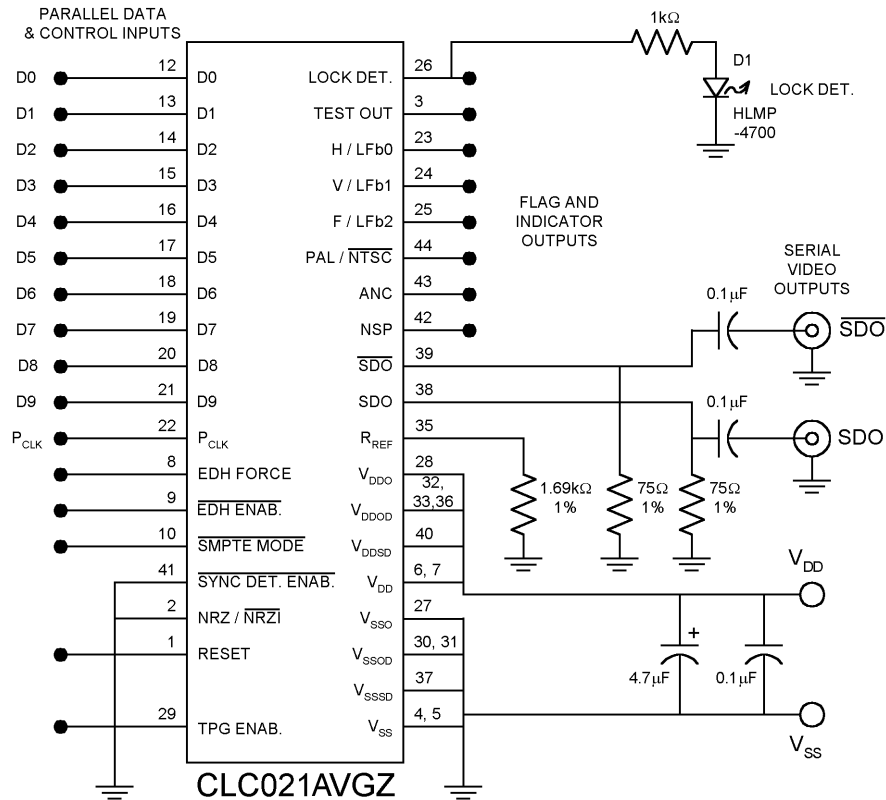 PARALLEL DATA
& CONTROL INPUTS
1kΩ
D1
LOCK DET.
HLMP
-4700
D0 12 D0 LOCK DET. 26
D1 13 D1 TEST OUT 3
D2 14 D2 H / LFb0 23
D3 15 D3 V / LFb1 24
D4 16 D4 F / LFb2 25
FLAG AND
INDICATOR
OUTPUTS
D5 17 D5 PAL / NTSC 44
D6 18 D6 ANC 43
D7 19 D7 NSP 42
SERIAL
VIDEO
OUTPUTS
0.1µF
SDO
D8 20 D8 SDO 39
D9 21 D9 SDO 38
0.1µF
SDO
PCLK 22 PCLK RREF 35
8 EDH FORCE VDDO 28
32,
33,36
9 EDH ENAB. VDDOD
1.69kΩ
1%
75Ω
1%
75Ω
1%
10 SMPTE MODE VDDSD 40
41 SYNC DET. ENAB. VDD 6, 7
VDD
2 NRZ / NRZI VSSO 27
1 RESET VSSOD 30, 31
+
4.7µF
0.1µF
VSSSD 37
29 TPG ENAB. VSS 4, 5
VSS
CLC021AVGZ